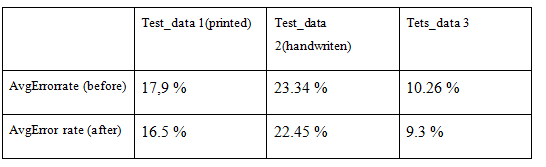 Test_data 1(printed) Test_data 2(handwriten) Tets_data 3
AvgErrorrate (before) 17,9 % 23.34 % 10.26 %
AvgError rate (after) 16.5 % 22.45 % 9.3 %